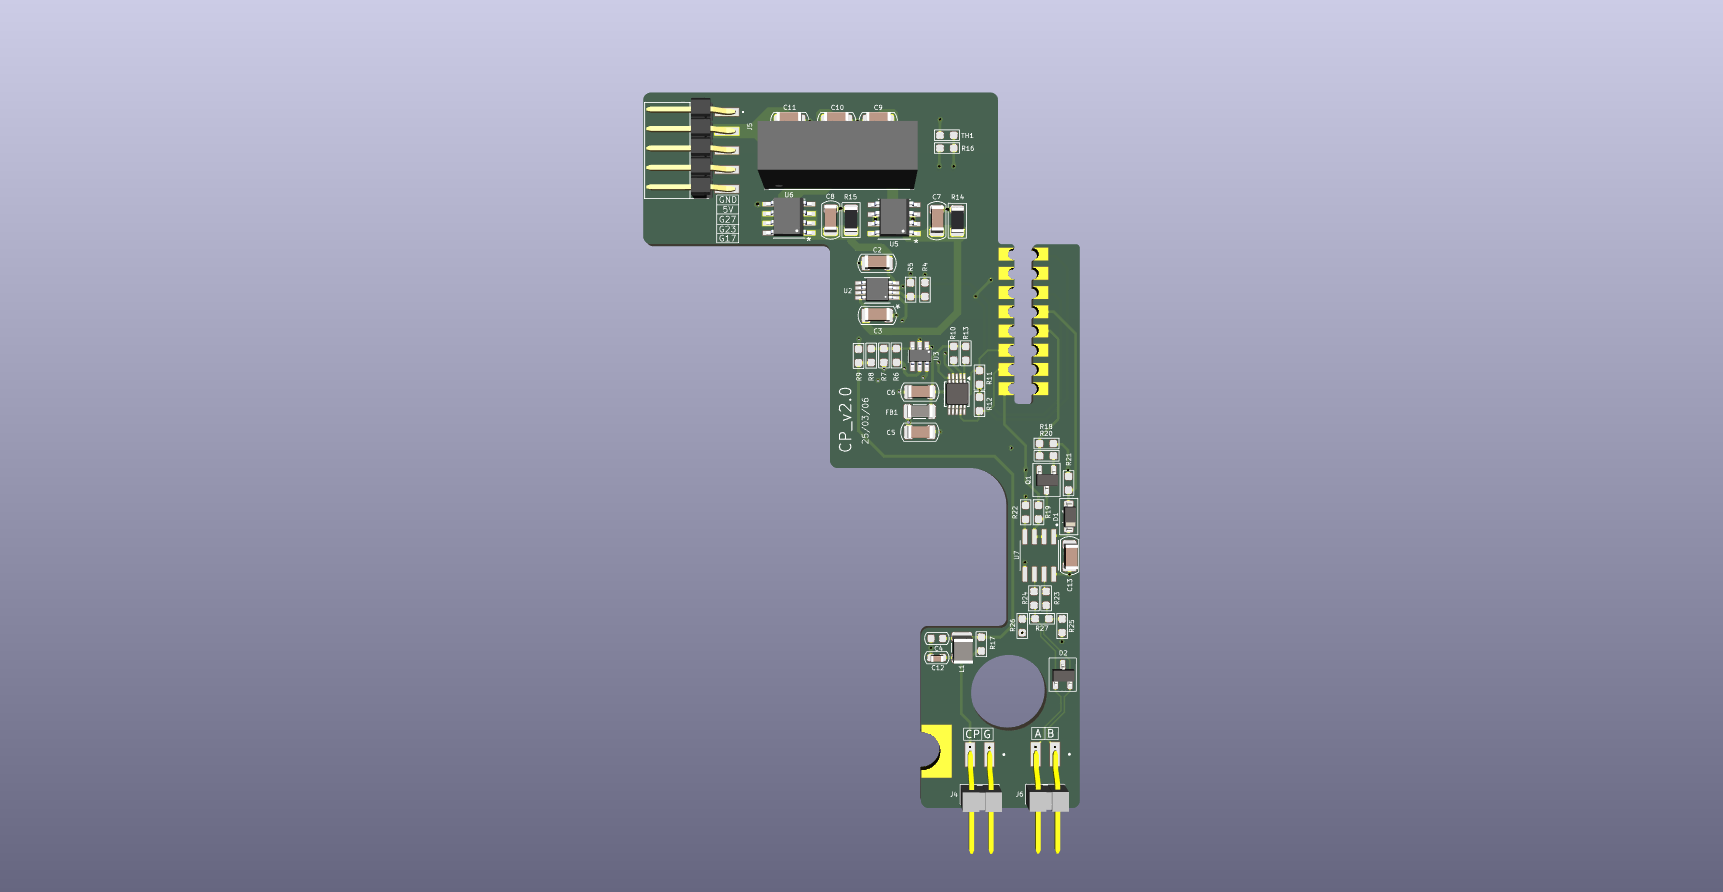 C11
C10
C9
J5
TH1
R16
U6
C8
R15
C7
R14
GND
5V
G27
G23
G17
*
*
U5
C2
R5
R4
U2
*
C3
R10
R13
U3
R9
R8
R7
R6
R11
R12
C6
FB1
C5
CP_v2.0
25/03/06
R18
R20
R21
Q1
R22
R19
D1
U7
C13
R24
R23
R26
R27
R25
C4
C12
L1
R17
D2
CP G
A B
J4
J6